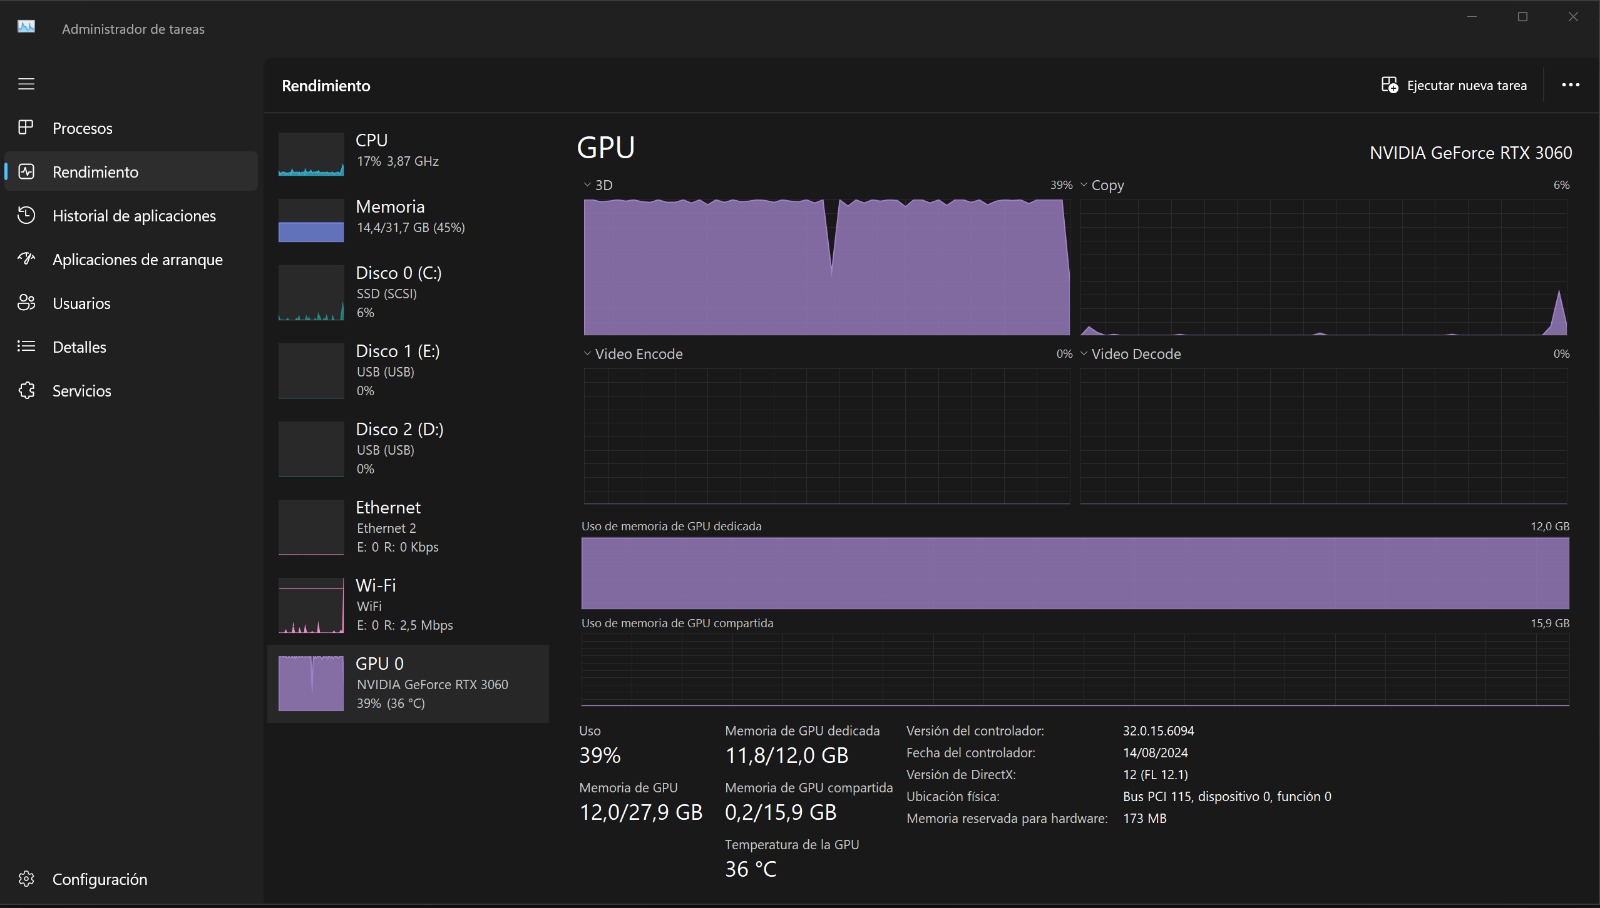 Administrador de tareas
Rendimiento
Ejecutar nueva tarea
Procesos
Rendimiento
Historial de aplicaciones
Aplicaciones de arranque
Usuarios
Detalles
Servicios
Configuración
CPU
17% 3,87 GHz
Memoria
14,4/31,7 GB (45%)
Disco 0 (C:)
SSD (SCSI)
6%
Disco 1 (E:)
USB (USB)
0%
Disco 2 (D:)
USB (USB)
0%
Ethernet
Ethernet 2
E: 0 R: 0 Kbps
Wi-Fi
WiFi
E: 0 R: 2,5 Mbps
GPU 0
NVIDIA GeForce RTX 3060
39% (36 °C)
GPU
NVIDIA GeForce RTX 3060
3D 39%
Copy 6%
Video Encode 0%
Video Decode 0%
Uso de memoria de GPU dedicada 12,0 GB
Uso de memoria de GPU compartida 15,9 GB
Uso
39%
Memoria de GPU dedicada
11,8/12,0 GB
Memoria de GPU
12,0/27,9 GB
Memoria de GPU compartida
0,2/15,9 GB
Temperatura de la GPU
36 °C
Versión del controlador: 32.0.15.6094
Fecha del controlador: 14/08/2024
Versión de DirectX: 12 (FL 12.1)
Ubicación física: Bus PCI 115, dispositivo 0, función 0
Memoria reservada para hardware: 173 MB